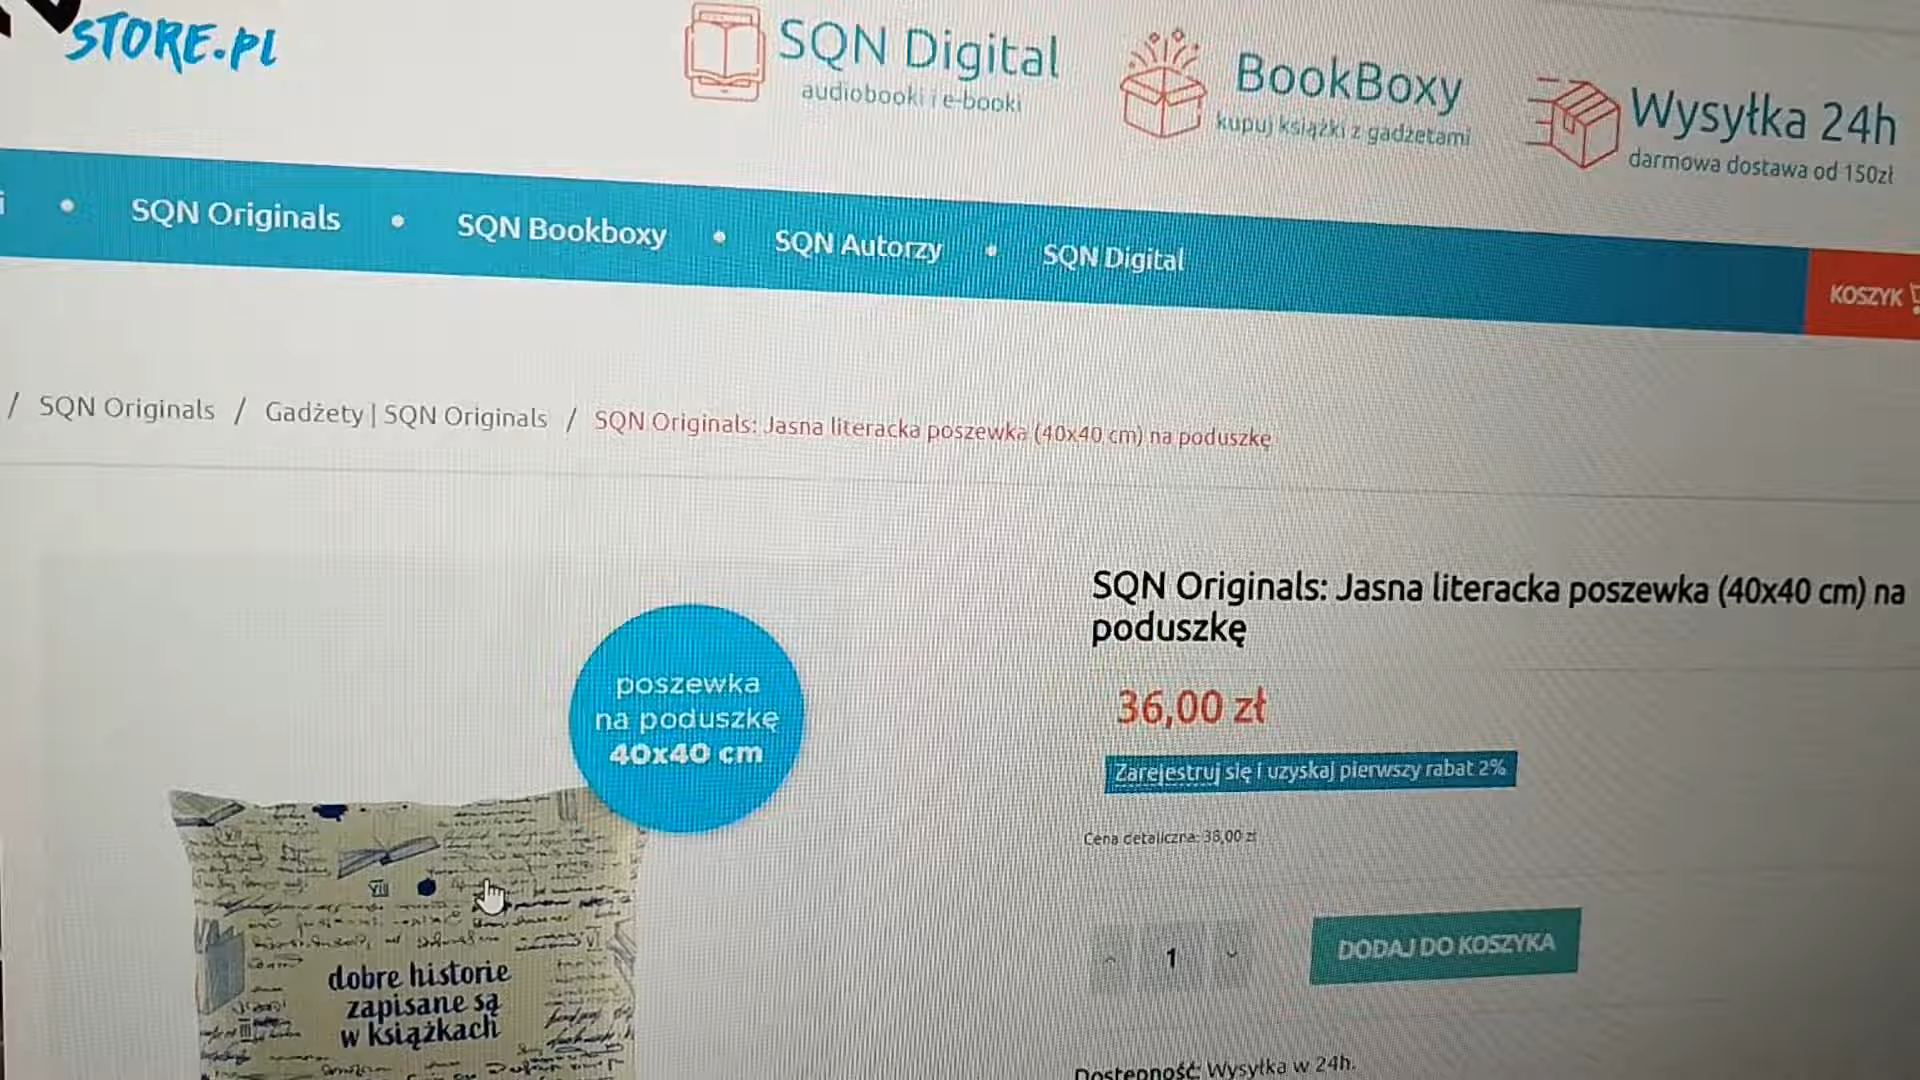 STORE.PL
SQN Digital
audiobooki i e-booki
BookBoxy
kupuj książki z gadżetami
Wysyłka 24h
darmowa dostawa od 150zł
i • SQN Originals • SQN Bookboxy • SQN Autorzy • SQN Digital
KOSZYK
/ SQN Originals / Gadżety | SQN Originals / SQN Originals: Jasna literacka poszewka (40x40 cm) na poduszkę
poszewka
na poduszkę
40x40 cm
SQN Originals: Jasna literacka poszewka (40x40 cm) na
poduszkę
36,00 zł
Zarejestruj się i uzyskaj pierwszy rabat 2%
Cena detaliczna: 36,00 zł
1
DODAJ DO KOSZYKA
VIII
VI
dobre historie
zapisane są
w książkach
III
Dostępność: Wysyłka w 24h.